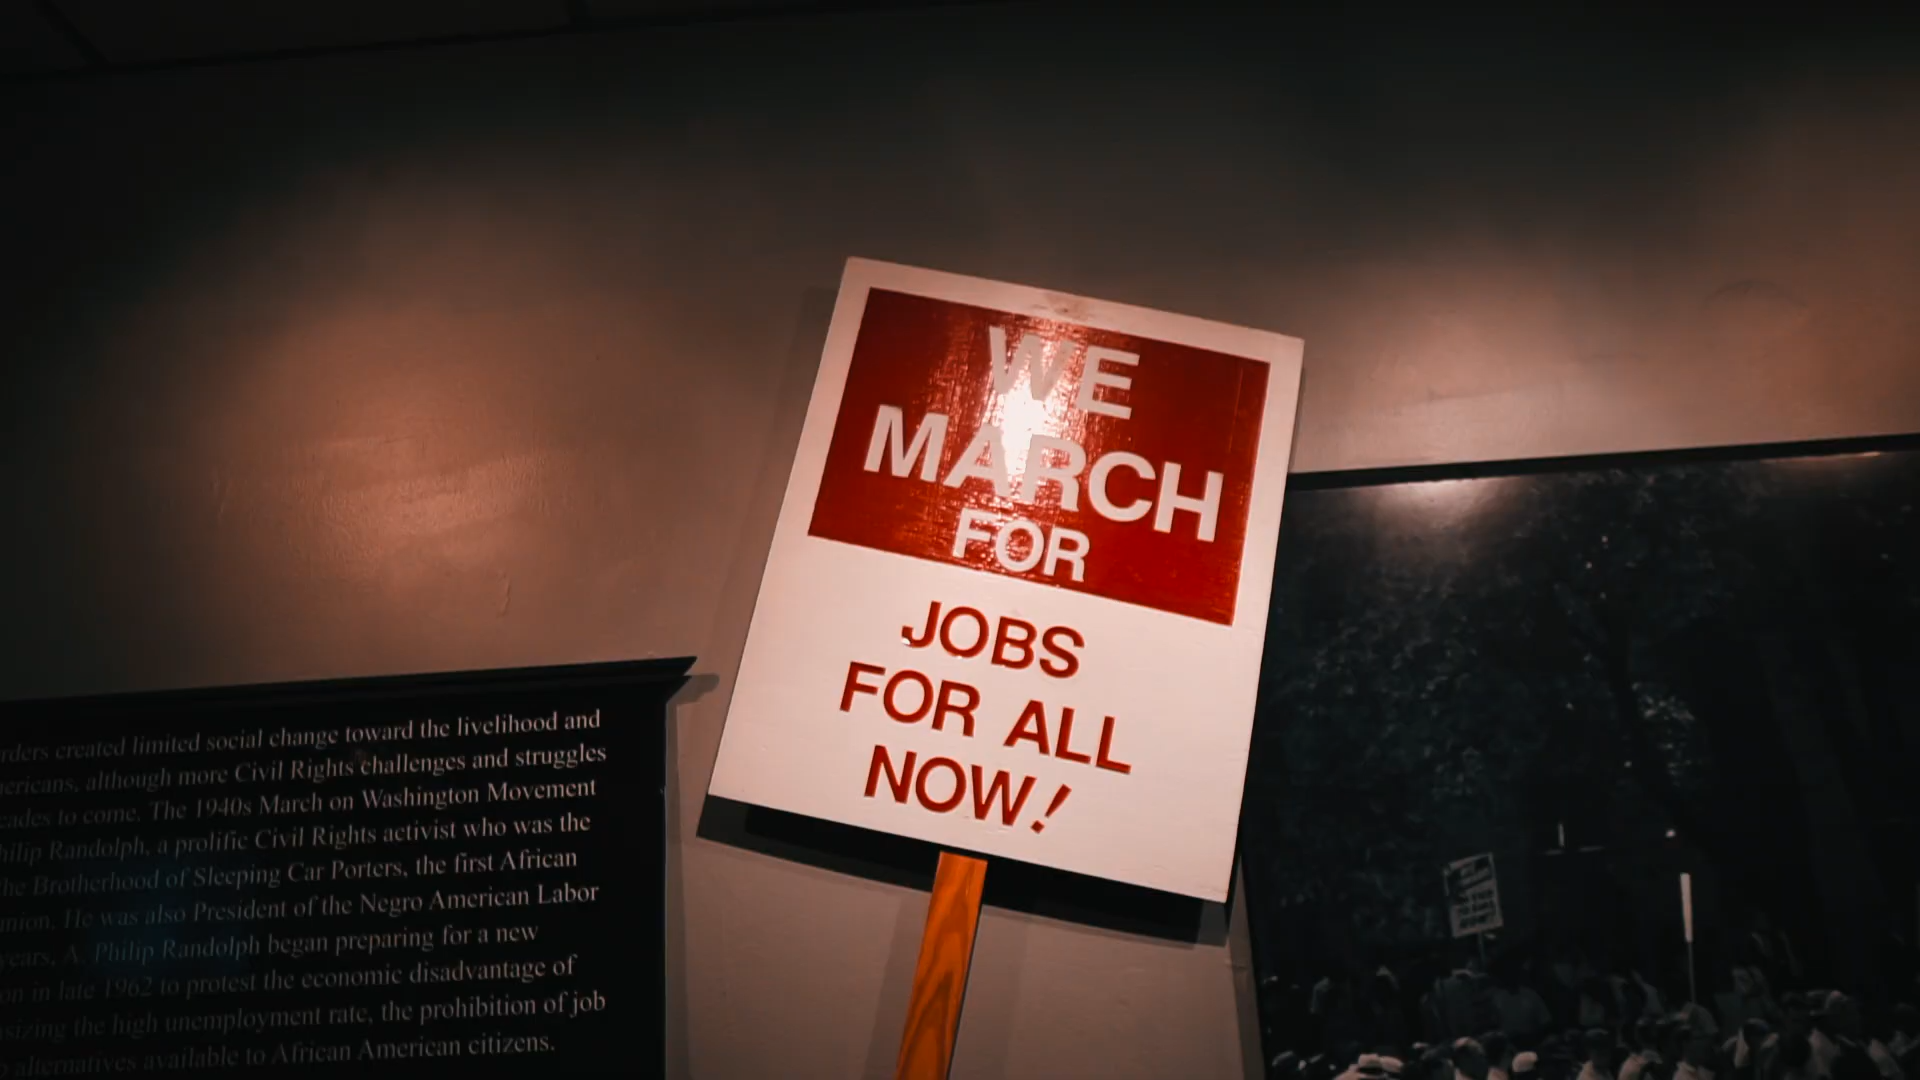 WE
MARCH
FOR
JOBS
FOR ALL
NOW!
created limited social change toward the livelihood and
although more Civil Rights challenges and struggles
to come. The 1940s March on Washington Movement
Philip Randolph, a prolific Civil Rights activist who was the
the Brotherhood of Sleeping Car Porters, the first African
He was also President of the Negro American Labor
years, A. Philip Randolph began preparing for a new
in late 1962 to protest the economic disadvantage of
the high unemployment rate, the prohibition of job
alternatives available to African American citizens.